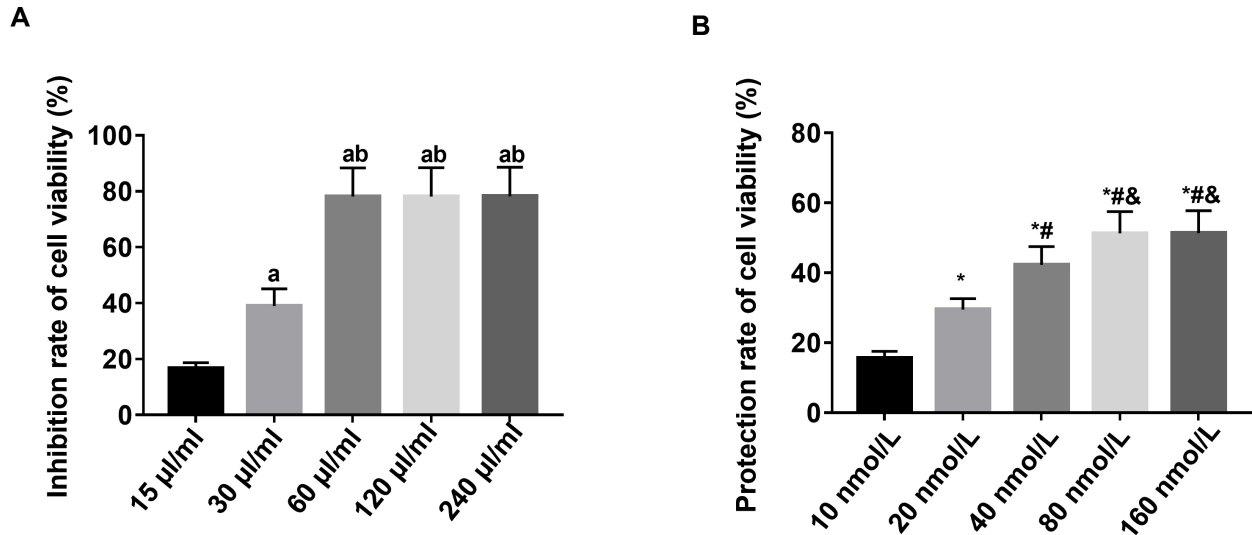 A
Inhibition rate of cell viability (%)
100
80
60
40
20
0
a
ab
ab
ab
15 µl/ml
30 µl/ml
60 µl/ml
120 µl/ml
240 µl/ml
B
Protection rate of cell viability (%)
80
60
40
20
0
*
*#
*#&
*#&
10 nmol/L
20 nmol/L
40 nmol/L
80 nmol/L
160 nmol/L